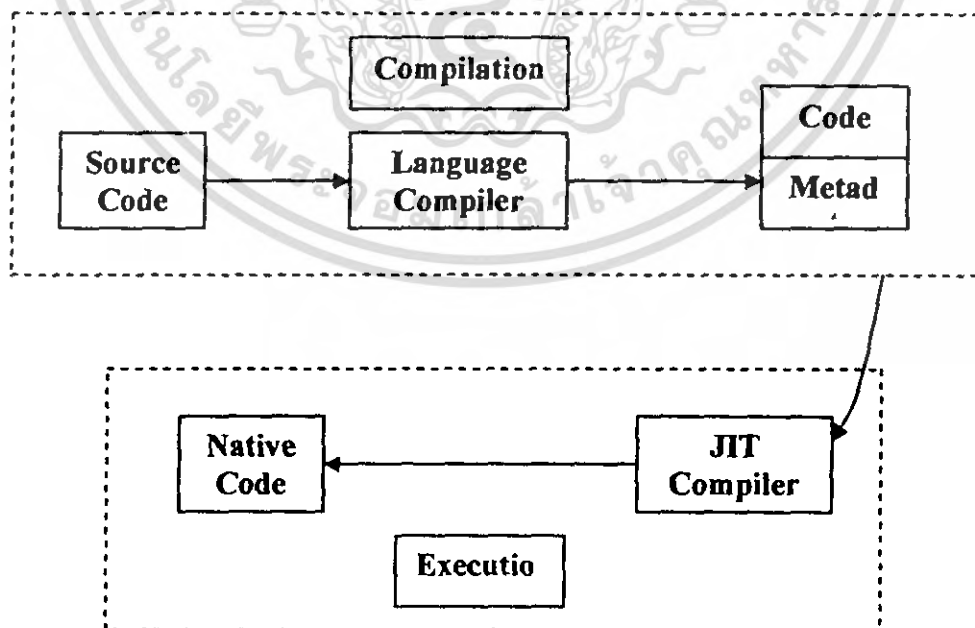 Compilation
Source
Code
Language
Compiler
Code
Metad
Native
Code
JIT
Compiler
Executio